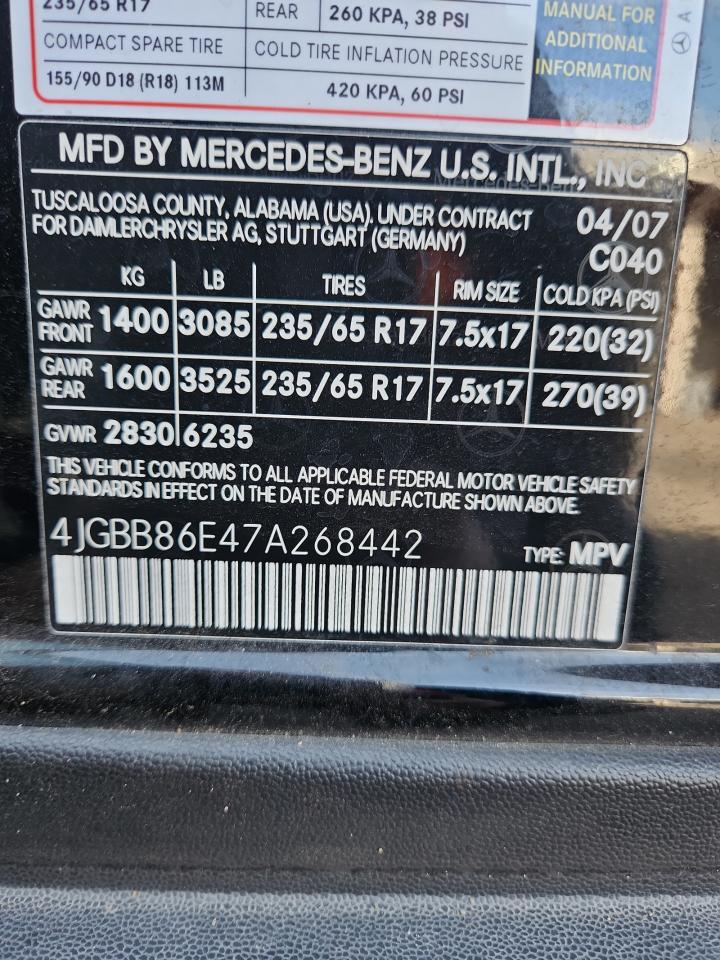 235/65 R17 REAR 260 KPA, 38 PSI
COMPACT SPARE TIRE COLD TIRE INFLATION PRESSURE
155/90 D18 (R18) 113M 420 KPA, 60 PSI
MANUAL FOR
ADDITIONAL
INFORMATION
MFD BY MERCEDES-BENZ U.S. INTL., INC
TUSCALOOSA COUNTY, ALABAMA (USA). UNDER CONTRACT 04/07
FOR DAIMLERCHRYSLER AG, STUTTGART (GERMANY) C040
KG LB TIRES RIM SIZE COLD KPA (PSI)
GAWR FRONT 1400 3085 235/65 R17 7.5x17 220(32)
GAWR REAR 1600 3525 235/65 R17 7.5x17 270(39)
GVWR 2830 6235
THIS VEHICLE CONFORMS TO ALL APPLICABLE FEDERAL MOTOR VEHICLE SAFETY
STANDARDS IN EFFECT ON THE DATE OF MANUFACTURE SHOWN ABOVE.
4JGBB86E47A268442 TYPE: MPV